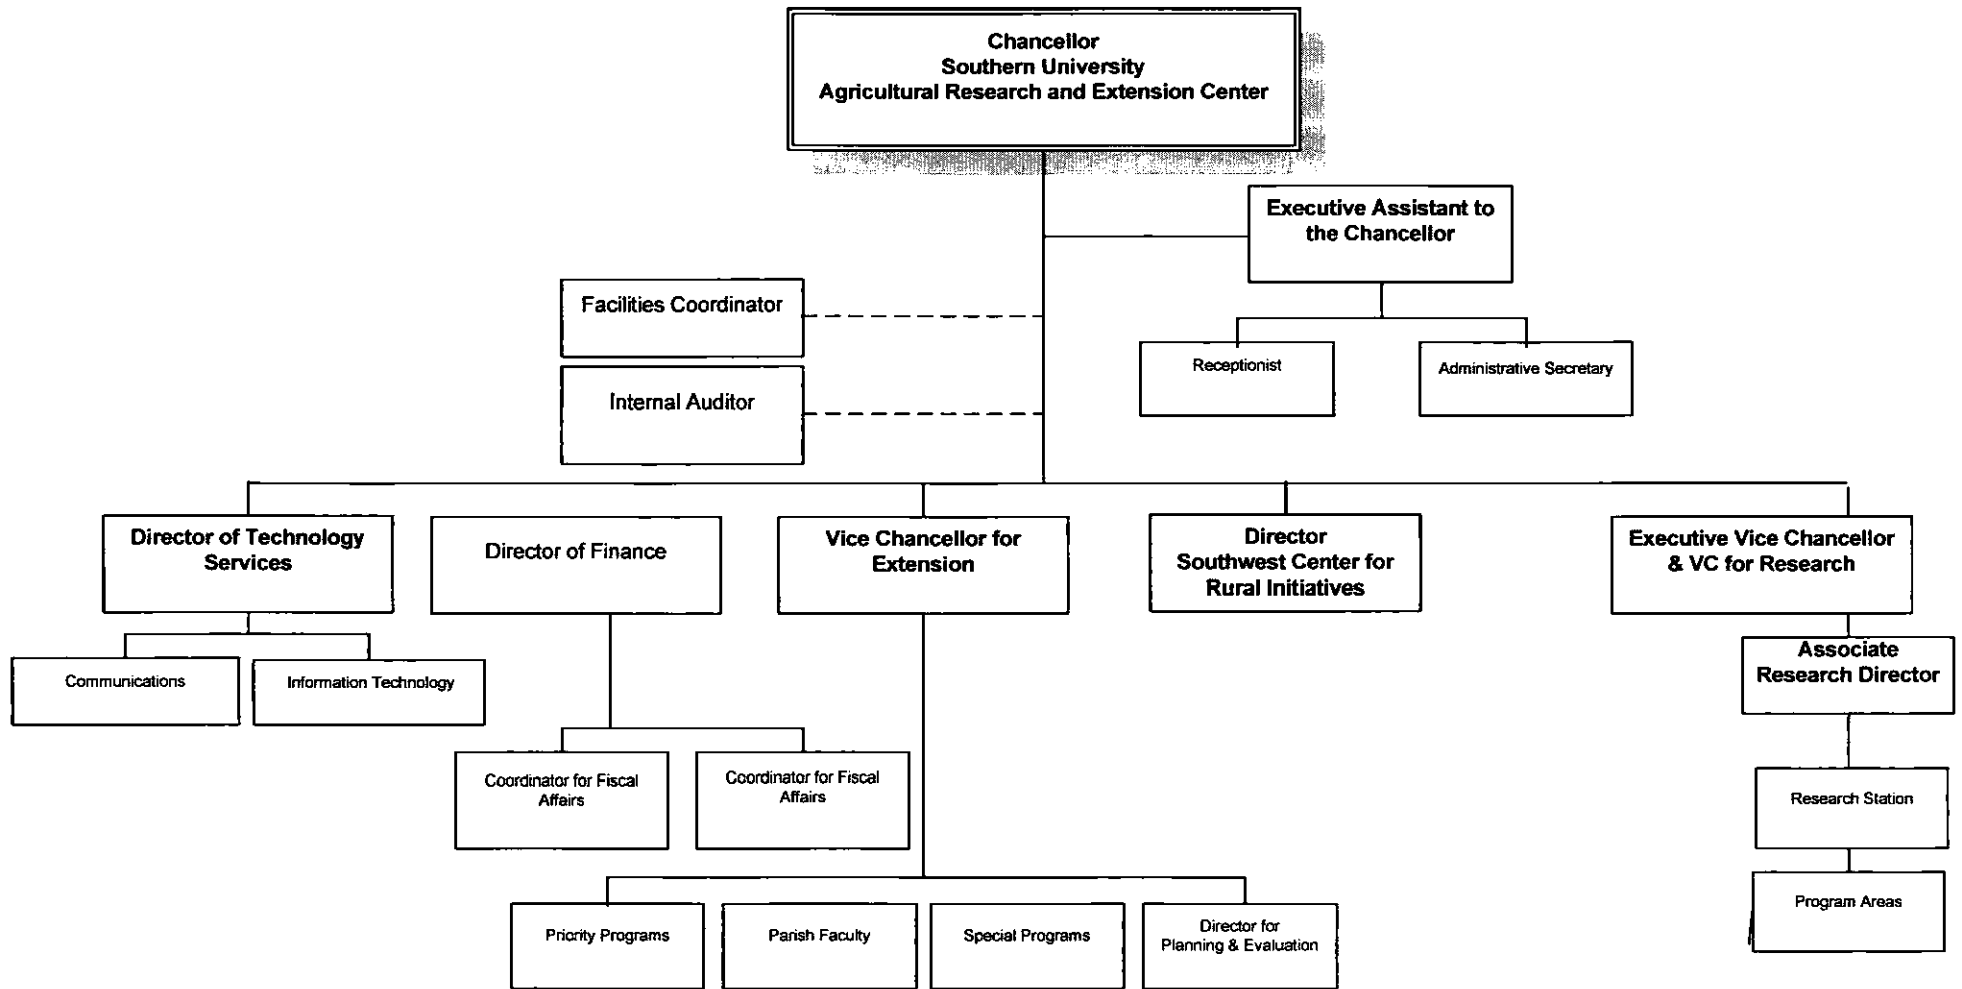 Chancellor
Southern University
Agricultural Research and Extension Center
Executive Assistant to
the Chancellor
Facilities Coordinator
Receptionist
Administrative Secretary
Internal Auditor
Director of Technology
Services
Director of Finance
Vice Chancellor for
Extension
Director
Southwest Center for
Rural Initiatives
Executive Vice Chancellor
& VC for Research
Communications
Information Technology
Associate
Research Director
Coordinator for Fiscal
Affairs
Coordinator for Fiscal
Affairs
Research Station
Priority Programs
Parish Faculty
Special Programs
Director for
Planning & Evaluation
Program Areas